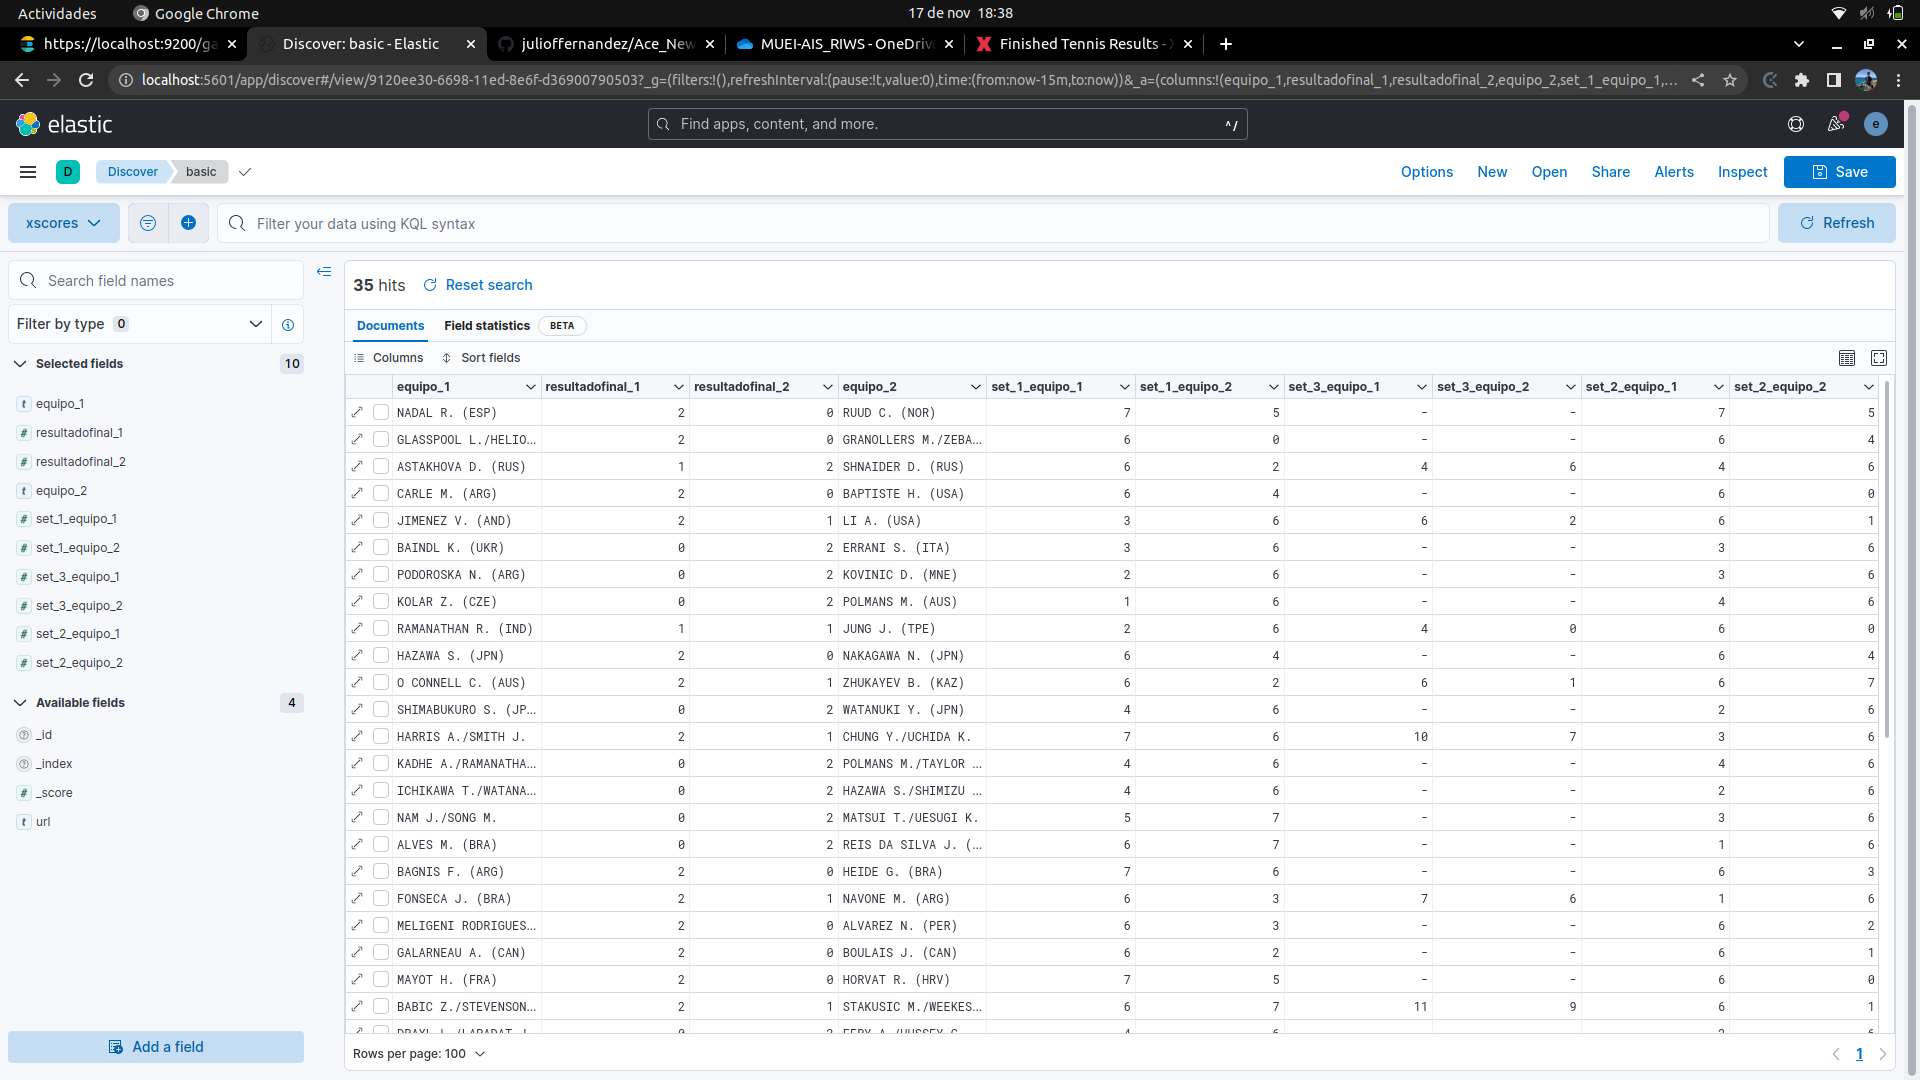 Actividades
Google Chrome
17 de nov 18:38
https://localhost:9200/ga
Discover: basic - Elastic
julioffernandez/Ace_New
MUEI-AIS_RIWS - OneDrive
Finished Tennis Results -
localhost:5601/app/discover#/view/9120ee30-6698-11ed-8e6f-d36900790503?_g=(filters:!(),refreshInterval:(pause:!t,value:0),time:(from:now-15m,to:now))&_a=(columns:!(equipo_1,resultadofinal_1,resultadofinal_2,equipo_2,set_1_equipo_1,...
elastic
Find apps, content, and more.
^/
e
D
Discover
basic
Options
New
Open
Share
Alerts
Inspect
Save
xscores
Filter your data using KQL syntax
Refresh
Search field names
Filter by type 0
Selected fields 10
t equipo_1
# resultadofinal_1
# resultadofinal_2
t equipo_2
# set_1_equipo_1
# set_1_equipo_2
# set_3_equipo_1
# set_3_equipo_2
# set_2_equipo_1
# set_2_equipo_2
Available fields 4
_id
_index
# _score
t url
Add a field
35 hits
Reset search
Documents
Field statistics
BETA
Columns
Sort fields
equipo_1 resultadofinal_1 resultadofinal_2 equipo_2 set_1_equipo_1 set_1_equipo_2 set_3_equipo_1 set_3_equipo_2 set_2_equipo_1 set_2_equipo_2
NADAL R. (ESP) 2 0 RUUD C. (NOR) 7 5 - - 7 5
GLASSPOOL L./HELIO... 2 0 GRANOLLERS M./ZEBA... 6 0 - - 6 4
ASTAKHOVA D. (RUS) 1 2 SHNAIDER D. (RUS) 6 2 4 6 4 6
CARLE M. (ARG) 2 0 BAPTISTE H. (USA) 6 4 - - 6 0
JIMENEZ V. (AND) 2 1 LI A. (USA) 3 6 6 2 6 1
BAINDL K. (UKR) 0 2 ERRANI S. (ITA) 3 6 - - 3 6
PODOROSKA N. (ARG) 0 2 KOVINIC D. (MNE) 2 6 - - 3 6
KOLAR Z. (CZE) 0 2 POLMANS M. (AUS) 1 6 - - 4 6
RAMANATHAN R. (IND) 1 1 JUNG J. (TPE) 2 6 4 0 6 0
HAZAWA S. (JPN) 2 0 NAKAGAWA N. (JPN) 6 4 - - 6 4
O CONNELL C. (AUS) 2 1 ZHUKAYEV B. (KAZ) 6 2 6 1 6 7
SHIMABUKURO S. (JP... 0 2 WATANUKI Y. (JPN) 4 6 - - 2 6
HARRIS A./SMITH J. 2 1 CHUNG Y./UCHIDA K. 7 6 10 7 3 6
KADHE A./RAMANATHA... 0 2 POLMANS M./TAYLOR ... 4 6 - - 4 6
ICHIKAWA T./WATANA... 0 2 HAZAWA S./SHIMIZU ... 4 6 - - 2 6
NAM J./SONG M. 0 2 MATSUI T./UESUGI K. 5 7 - - 3 6
ALVES M. (BRA) 0 2 REIS DA SILVA J. (... 6 7 - - 1 6
BAGNIS F. (ARG) 2 0 HEIDE G. (BRA) 7 6 - - 6 3
FONSECA J. (BRA) 2 1 NAVONE M. (ARG) 6 3 7 6 1 6
MELIGENI RODRIGUES... 2 0 ALVAREZ N. (PER) 6 3 - - 6 2
GALARNEAU A. (CAN) 2 0 BOULAIS J. (CAN) 6 2 - - 6 1
MAYOT H. (FRA) 2 0 HORVAT R. (HRV) 7 5 - - 6 0
BABIC Z./STEVENSON... 2 1 STAKUSIC M./WEEKES... 6 7 11 9 6 1
Rows per page: 100
1